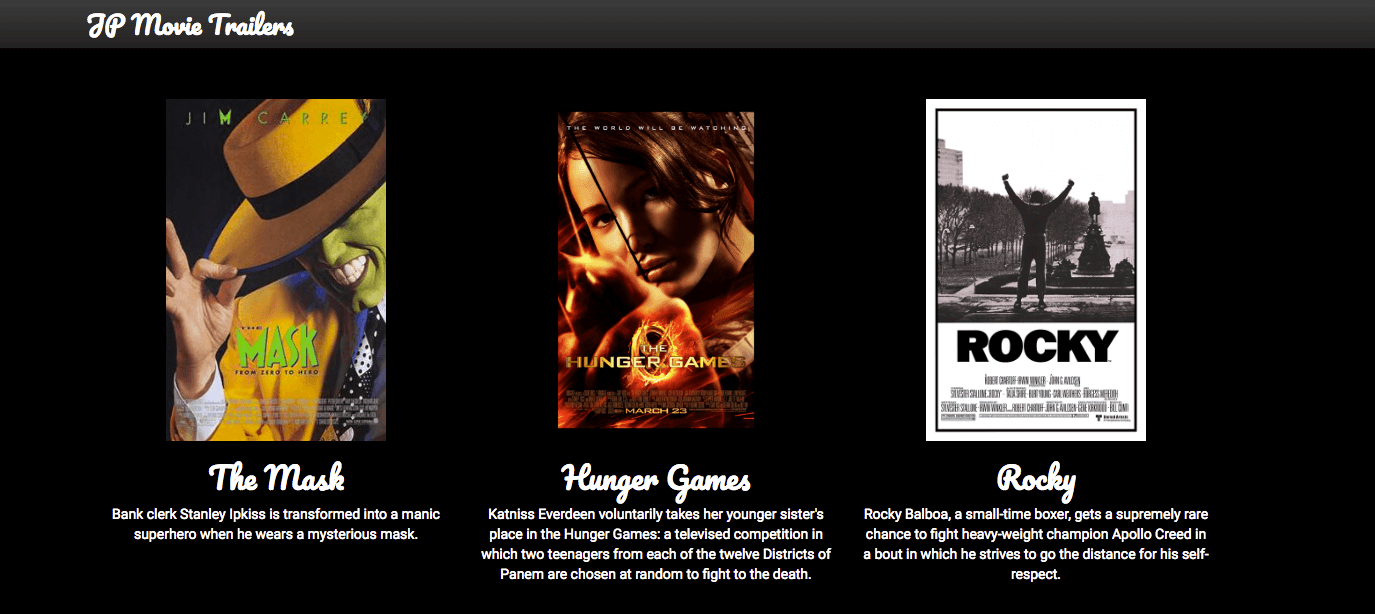 JP Movie Trailers
JIM CARREY
THE MASK
FROM ZERO TO HERO
The Mask
Bank clerk Stanley Ipkiss is transformed into a manic
superhero when he wears a mysterious mask.
THE WORLD WILL BE WATCHING
THE
HUNGER GAMES
MARCH 23
Hunger Games
Katniss Everdeen voluntarily takes her younger sister's
place in the Hunger Games: a televised competition in
which two teenagers from each of the twelve Districts of
Panem are chosen at random to fight to the death.
ROCKY
Rocky
Rocky Balboa, a small-time boxer, gets a supremely rare
chance to fight heavy-weight champion Apollo Creed in
a bout in which he strives to go the distance for his self-
respect.